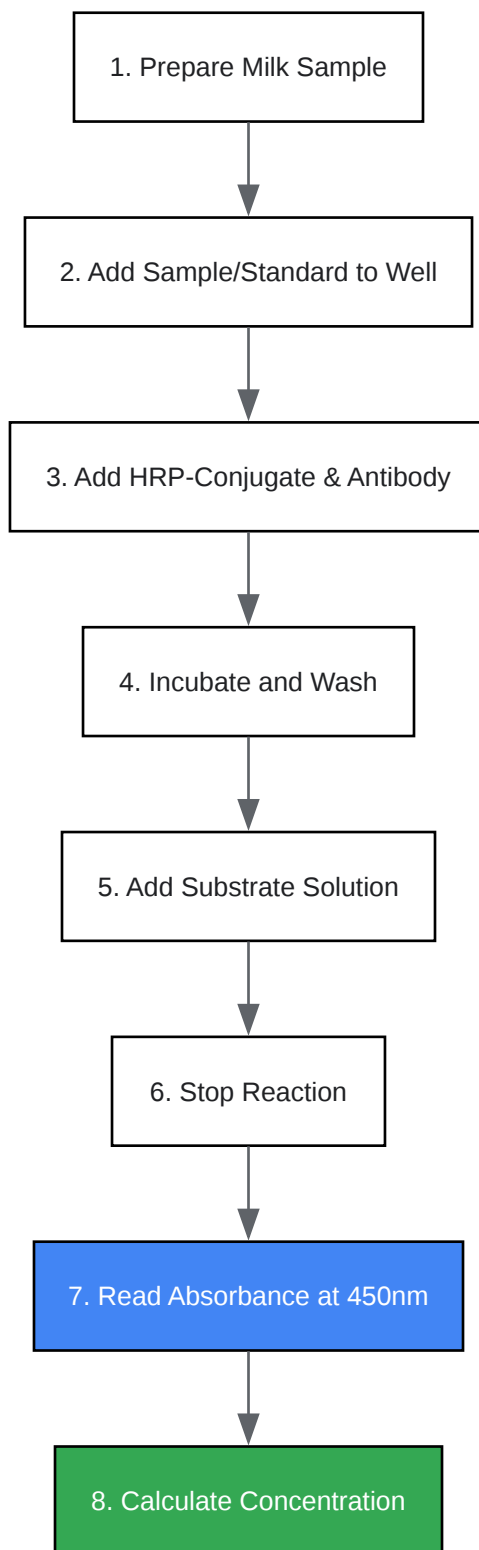 1. Prepare Milk Sample
2. Add Sample/Standard to Well
3. Add HRP-Conjugate & Antibody
4. Incubate and Wash
5. Add Substrate Solution
6. Stop Reaction
7. Read Absorbance at 450nm
8. Calculate Concentration